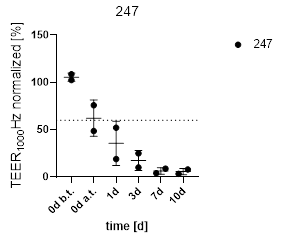 247
247
TEER1000Hz normalized [%]
150
100
50
0
0d b.t.
0d a.t.
1d
3d
7d
10d
time [d]